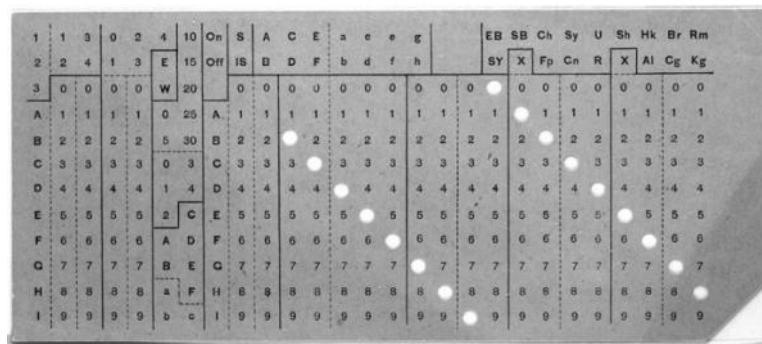 1 1 3 0 2 4 10 On S A C E a c e g EB SB Ch Sy U Sh Hk Br Rm
2 2 4 1 3 E 15 Off IS B D F b d f h SY X Fp Cn R X Al Cg Kg
3 0 0 0 0 W 20 0 0 0 0 0 0 0 0 0 0 0 0 0 0 0 0 0 0
A 1 1 1 1 0 25 A 1 1 1 1 1 1 1 1 1 1 1 1 1 1 1 1 1 1
B 2 2 2 2 5 30 B 2 2 2 2 2 2 2 2 2 2 2 2 2 2 2 2 2
C 3 3 3 3 0 3 C 3 3 3 3 3 3 3 3 3 3 3 3 3 3 3 3 3
D 4 4 4 4 1 4 D 4 4 4 4 4 4 4 4 4 4 4 4 4 4 4 4 4
E 5 5 5 5 2 C E 5 5 5 5 5 5 5 5 5 5 5 5 5 5 5 5 5
F 6 6 6 6 A D F 6 6 6 6 6 6 6 6 6 6 6 6 6 6 6 6 6
G 7 7 7 7 B E G 7 7 7 7 7 7 7 7 7 7 7 7 7 7 7 7 7
H 8 8 8 8 a F H 8 8 8 8 8 8 8 8 8 8 8 8 8 8 8 8 8
I 9 9 9 9 b c I 9 9 9 9 9 9 9 9 9 9 9 9 9 9 9 9 9 9